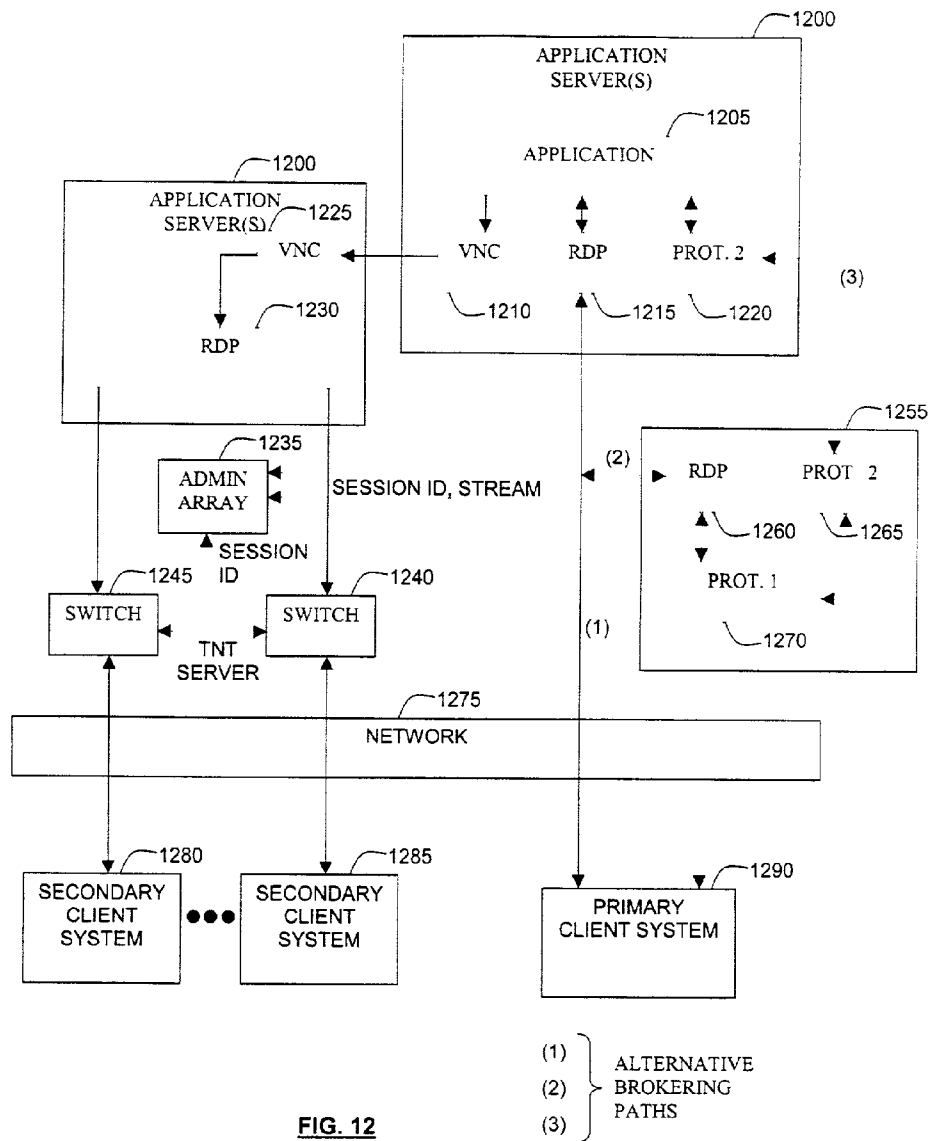 1200
APPLICATION
SERVER(S)
1205
APPLICATION
1200
APPLICATION
SERVER(S)
1225
VNC
VNC
RDP
PROT. 2
(3)
1230
RDP
1210
1215
1220
1255
1235
ADMIN
ARRAY
SESSION ID, STREAM
(2)
RDP
PROT 2
SESSION
ID
1260
1265
1245
SWITCH
1240
SWITCH
PROT. 1
(1)
TNT
SERVER
1270
1275
NETWORK
1280
SECONDARY
CLIENT
SYSTEM
1285
SECONDARY
CLIENT
SYSTEM
1290
PRIMARY
CLIENT SYSTEM
(1)
(2)
(3)
ALTERNATIVE
BROKERING
PATHS
FIG. 12